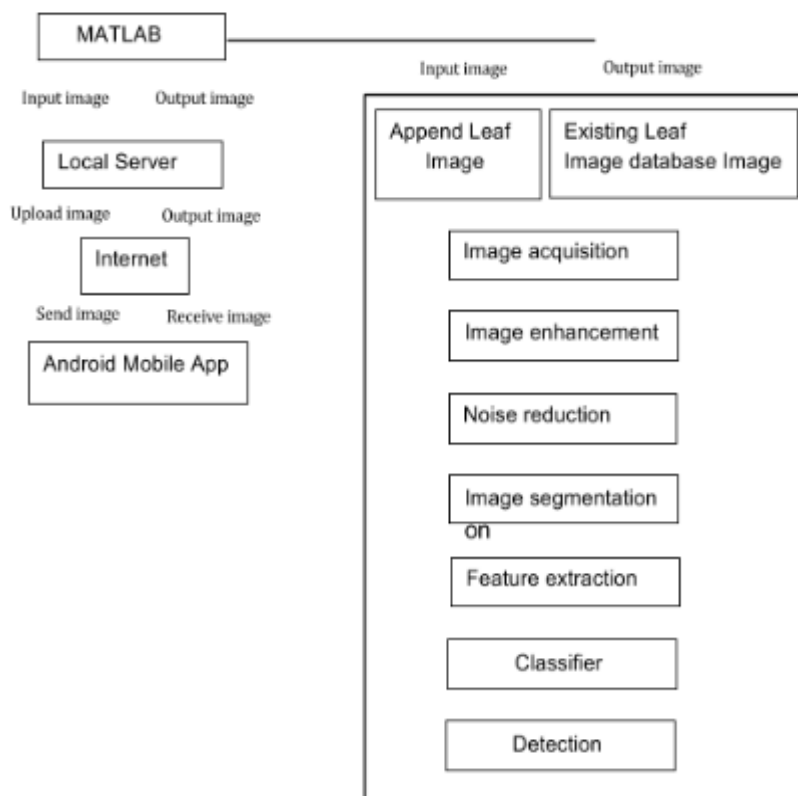 MATLAB
Input image Output image
Local Server
Upload image Output image
Internet
Send image Receive image
Android Mobile App
Input image Output image
Append Leaf
Image
Existing Leaf
Image database Image
Image acquisition
Image enhancement
Noise reduction
Image segmentation
on
Feature extraction
Classifier
Detection